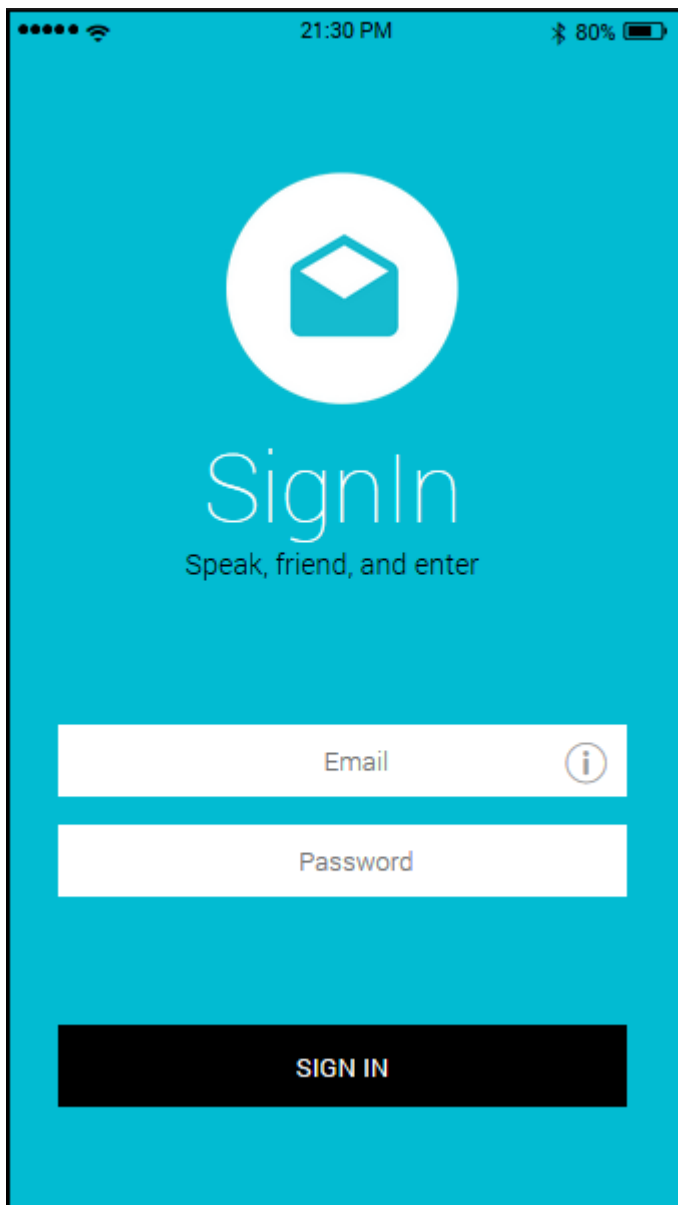 21:30 PM 80%
SignIn
Speak, friend, and enter
Email i
Password
SIGN IN